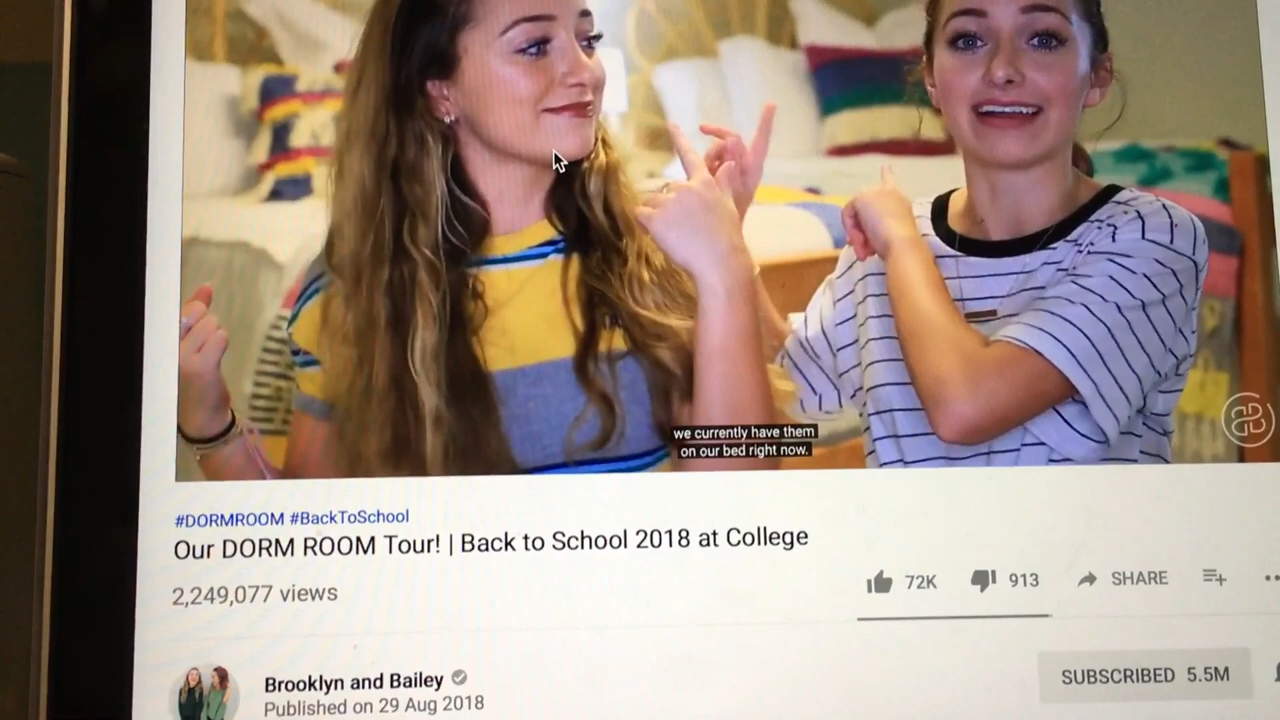 we currently have them
on our bed right now.
#DORMROOM #BackToSchool
Our DORM ROOM Tour! | Back to School 2018 at College
2,249,077 views
72K 913 SHARE
Brooklyn and Bailey
Published on 29 Aug 2018
SUBSCRIBED 5.5M